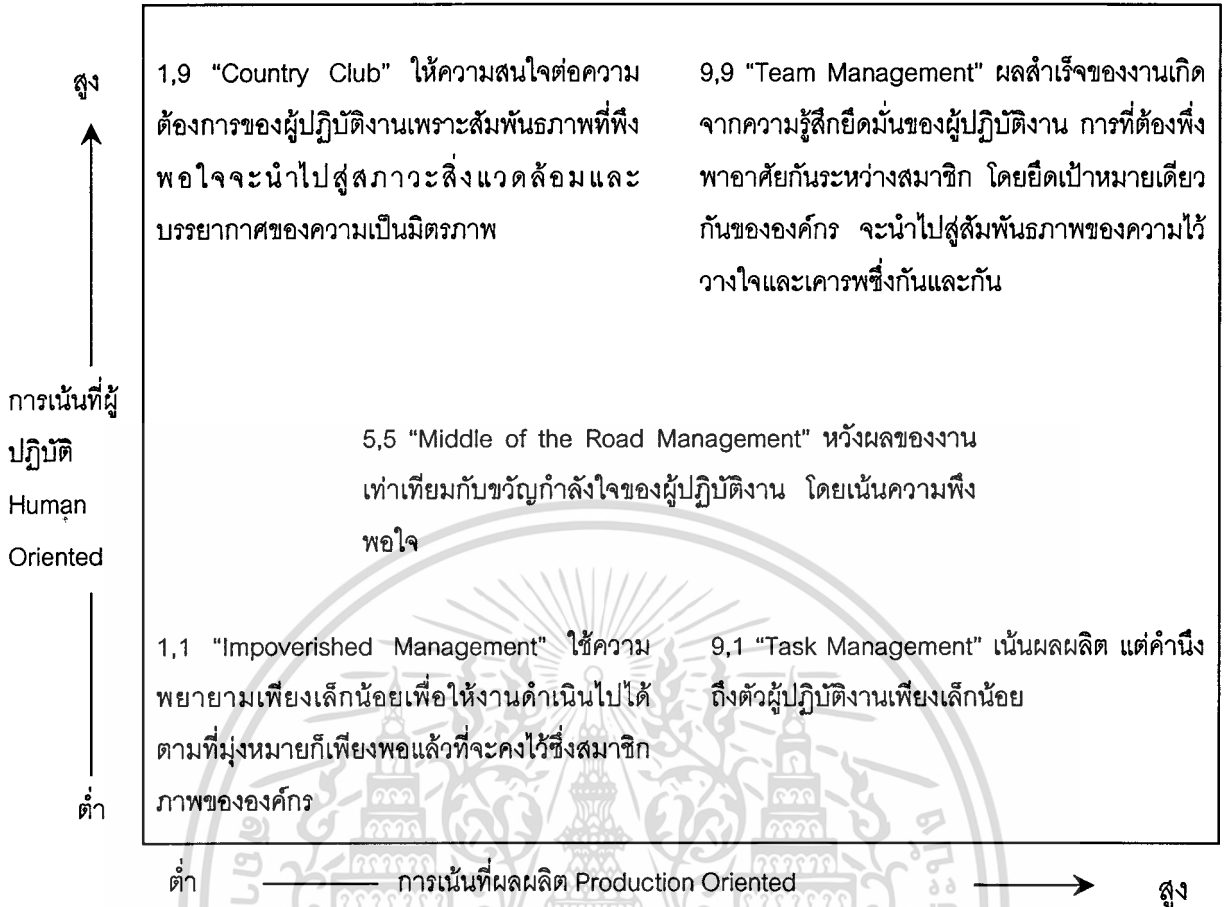 สูง
1,9 "Country Club" ให้ความสนใจต่อความ
ต้องการของผู้ปฏิบัติงานเพราะสัมพันธภาพที่พึง
พอใจจะนำไปสู่สภาวะสิ่งแวดล้อมและ
บรรยากาศของความเป็นมิตรภาพ
9,9 "Team Management" ผลสำเร็จของงานเกิด
จากความรู้สึกยึดมั่นของผู้ปฏิบัติงาน การที่ต้องพึ่ง
พาอาศัยกันระหว่างสมาชิก โดยยึดเป้าหมายเดียว
กันขององค์กร จะนำไปสู่สัมพันธภาพของความไว้
วางใจและเคารพซึ่งกันและกัน
การเน้นที่ผู้
ปฏิบัติ
Human
Oriented
5,5 "Middle of the Road Management" หวังผลของงาน
เท่าเทียมกับขวัญกำลังใจของผู้ปฏิบัติงาน โดยเน้นความพึง
พอใจ
1,1 "Impoverished Management" ใช้ความ
พยายามเพียงเล็กน้อยเพื่อให้งานดำเนินไปได้
ตามที่มุ่งหมายก็เพียงพอแล้วที่จะคงไว้ซึ่งสมาชิก
ภาพขององค์กร
9,1 "Task Management" เน้นผลผลิต แต่คำนึง
ถึงตัวผู้ปฏิบัติงานเพียงเล็กน้อย
ต่ำ
ต่ำ การเน้นที่ผลผลิต Production Oriented สูง